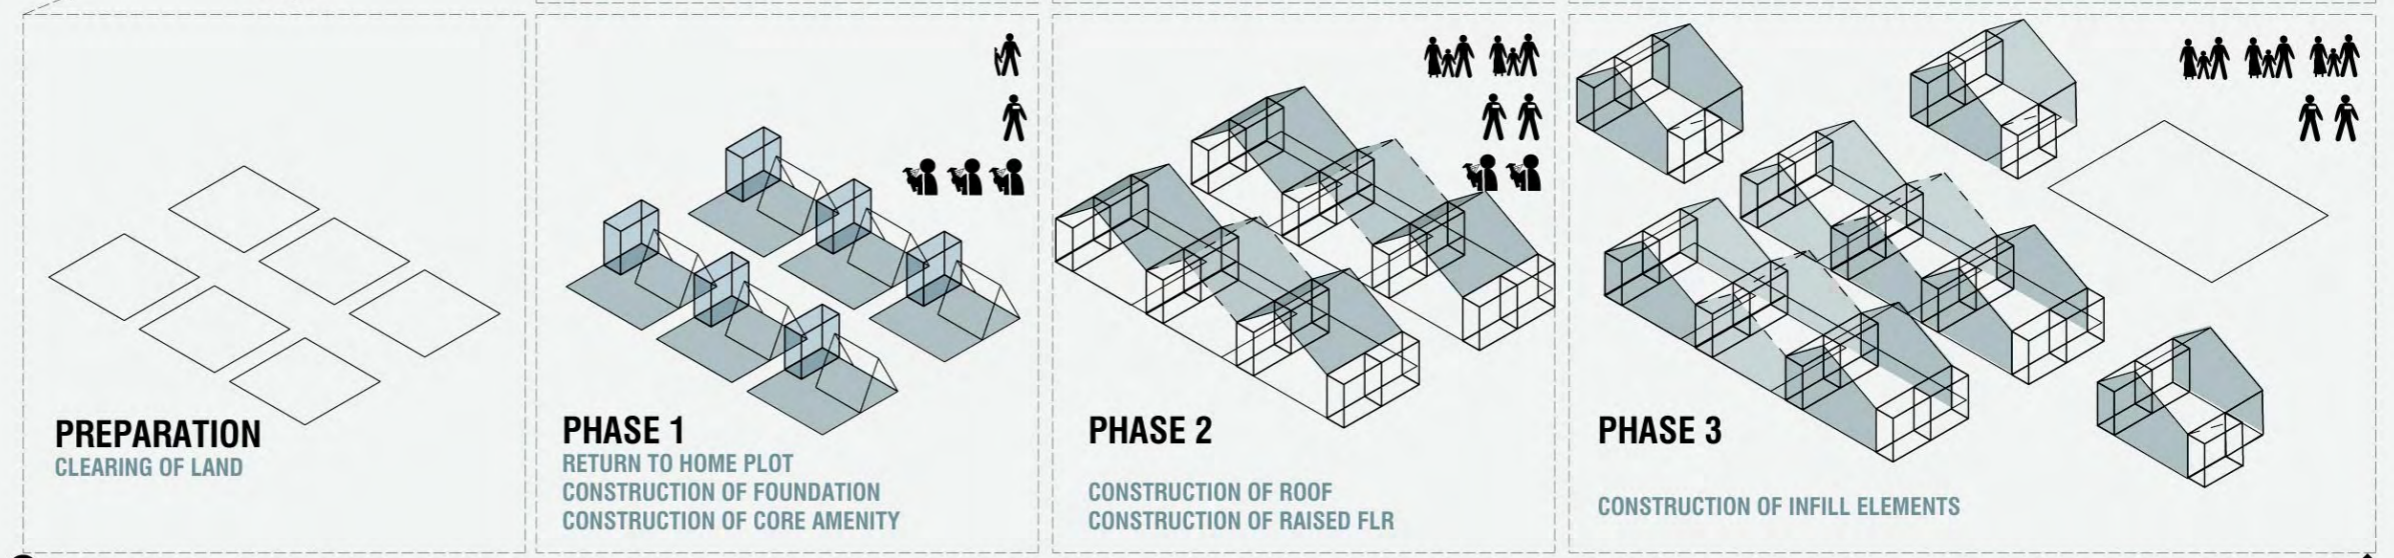 PREPARATION
CLEARING OF LAND
PHASE 1
RETURN TO HOME PLOT
CONSTRUCTION OF FOUNDATION
CONSTRUCTION OF CORE AMENITY
PHASE 2
CONSTRUCTION OF ROOF
CONSTRUCTION OF RAISED FLR
PHASE 3
CONSTRUCTION OF INFILL ELEMENTS